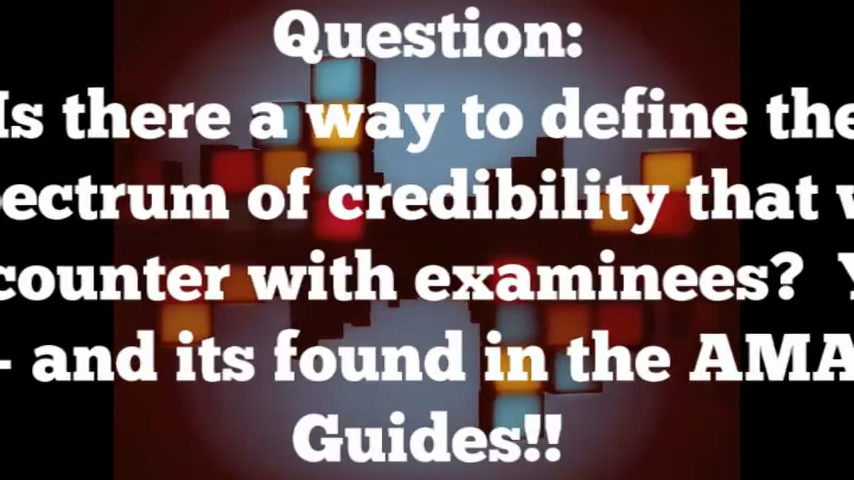 Question:
Is there a way to define the
ectrum of credibility that
counter with examinees?
- and its found in the AMA
Guides!!